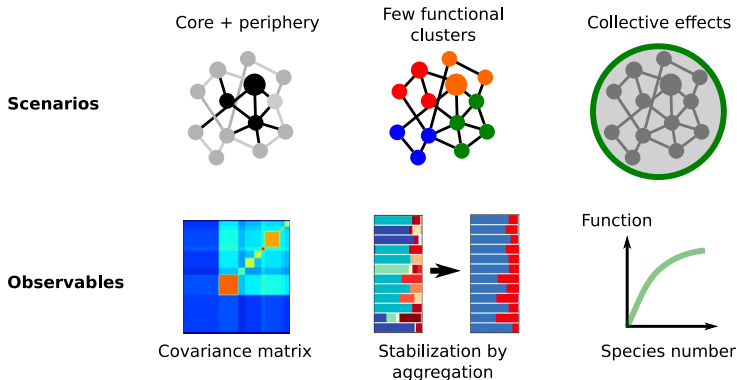 Core + periphery
Few functional
clusters
Collective effects
Scenarios
Function
Observables
Covariance matrix
Stabilization by
aggregation
Species number